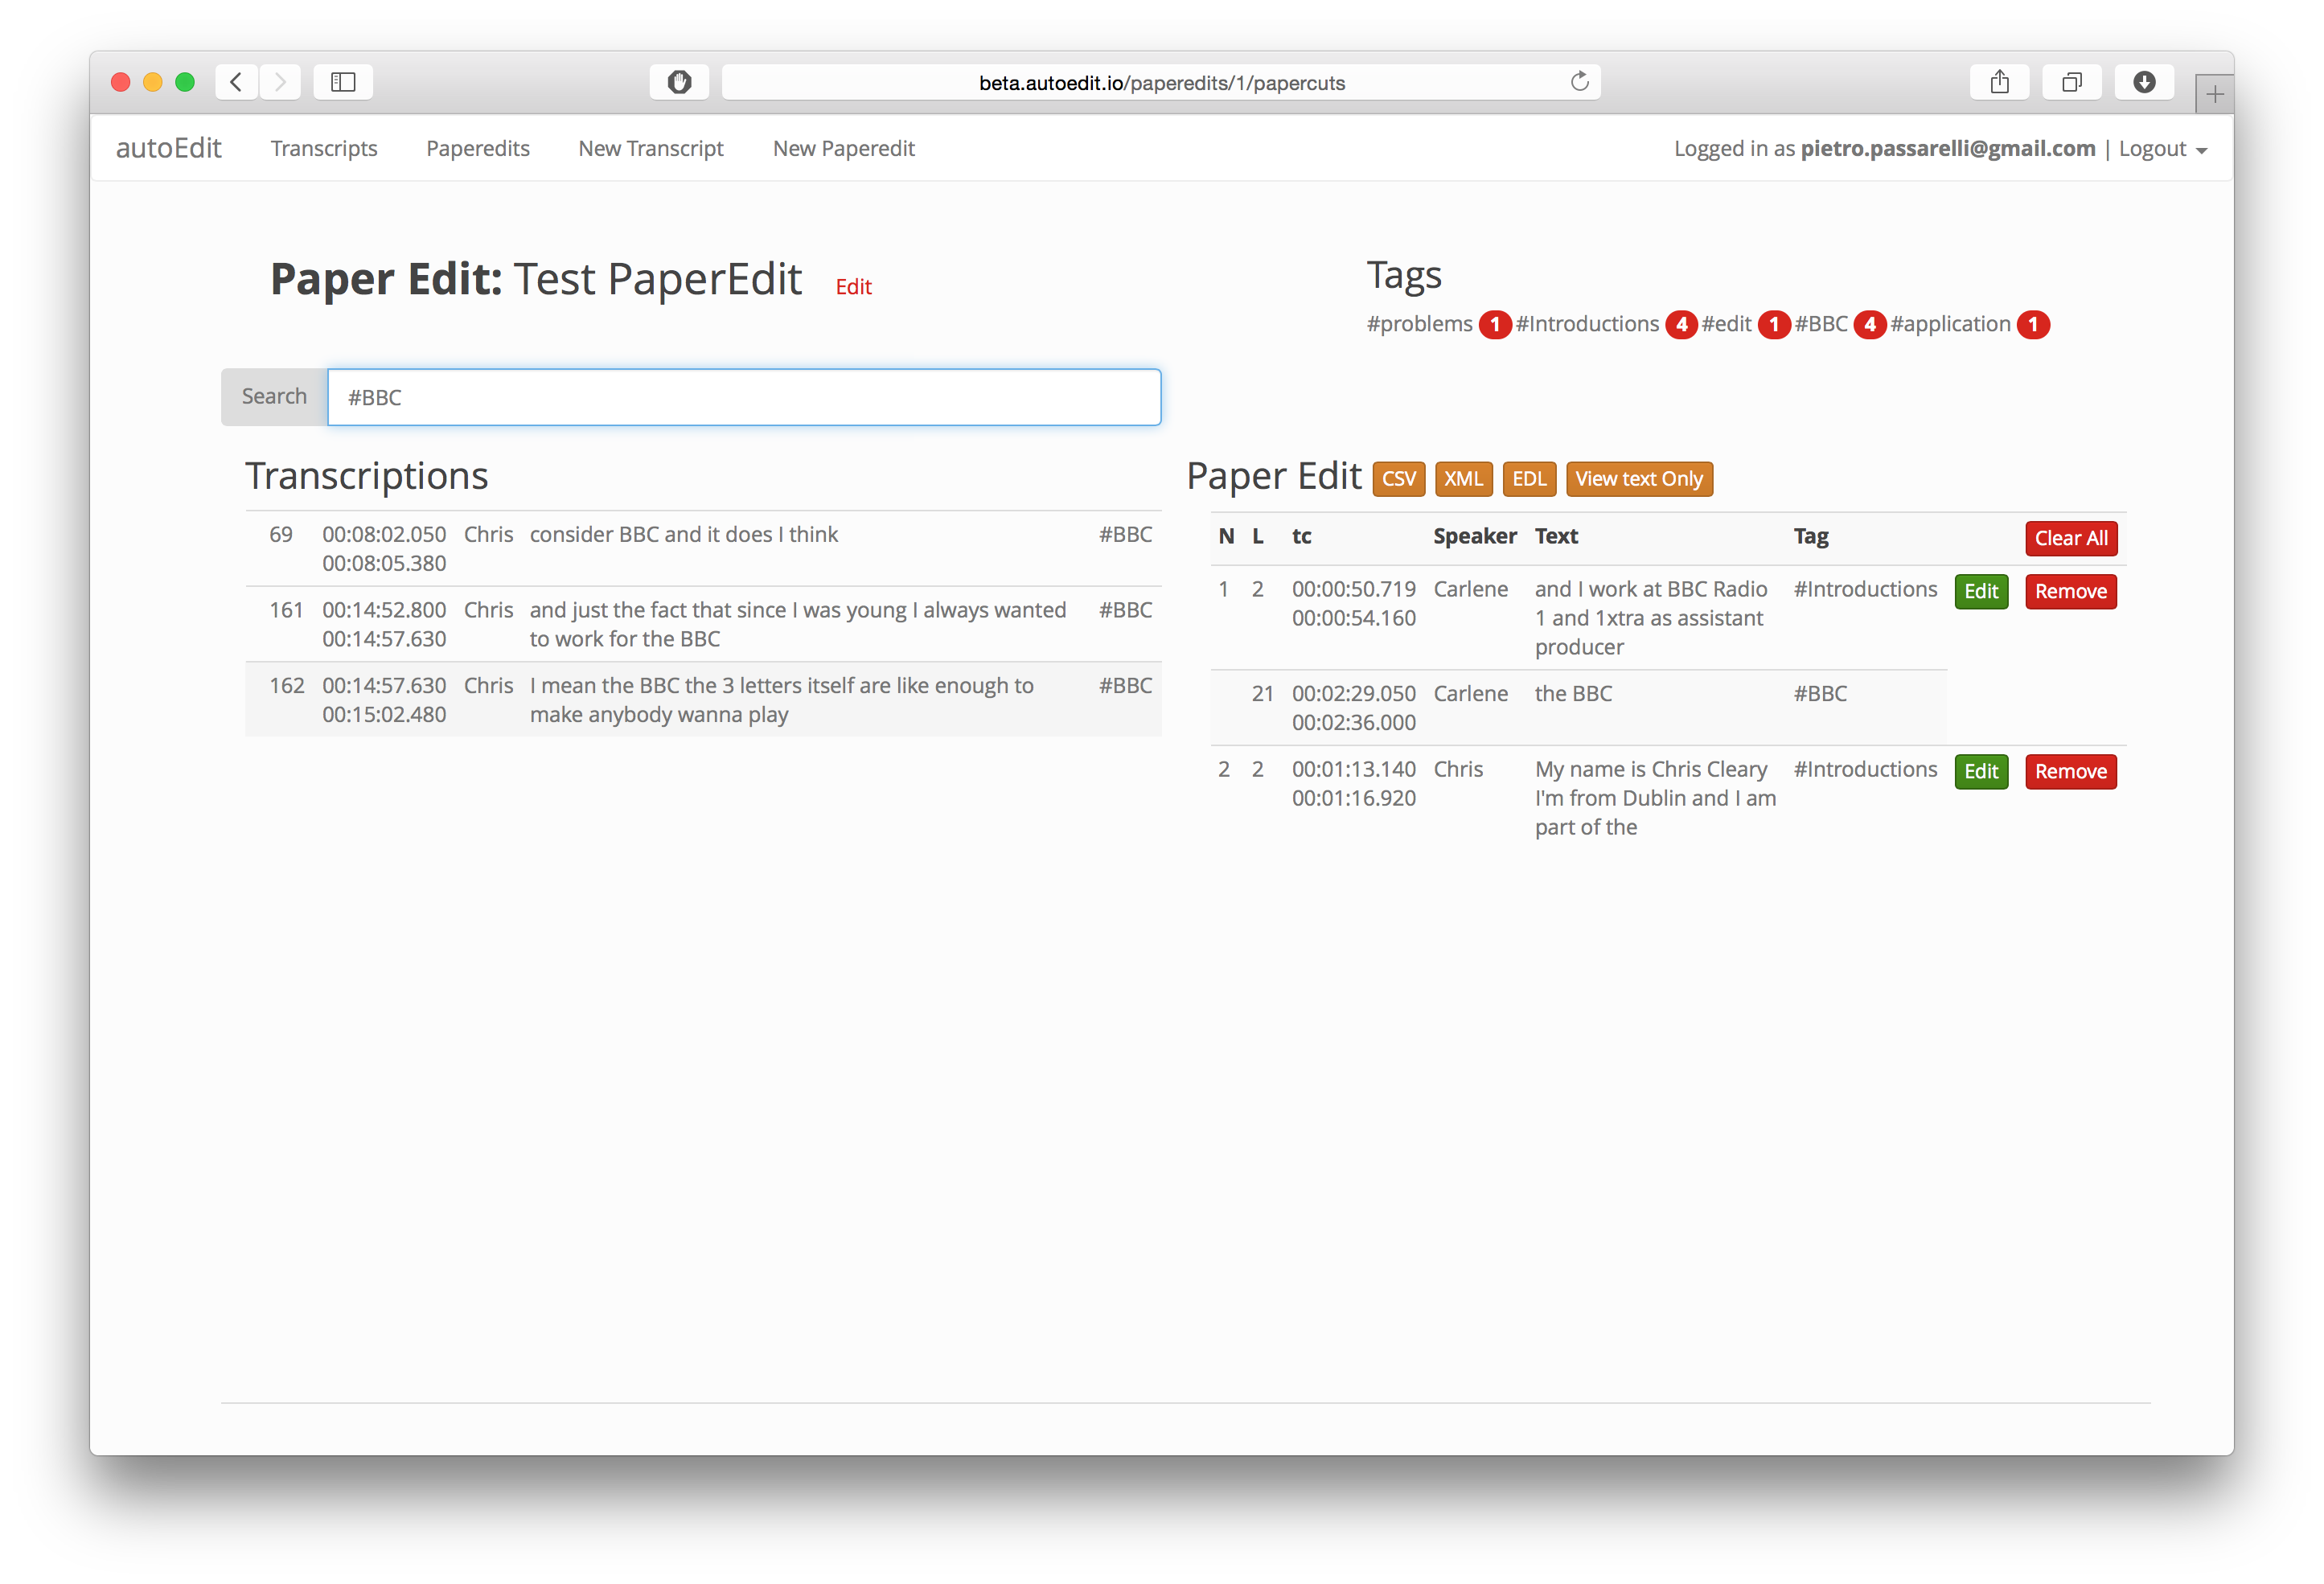 beta.autoedit.io/paperedits/1/papercuts
autoEdit Transcripts Paperedits New Transcript New Paperedit Logged in as pietro.passarelli@gmail.com | Logout
Paper Edit: Test PaperEdit Edit
Tags
#problems 1 #Introductions 4 #edit 1 #BBC 4 #application 1
Search #BBC
Transcriptions
69 00:08:02.050 Chris consider BBC and it does I think #BBC
00:08:05.380
161 00:14:52.800 Chris and just the fact that since I was young I always wanted #BBC
00:14:57.630 to work for the BBC
162 00:14:57.630 Chris I mean the BBC the 3 letters itself are like enough to #BBC
00:15:02.480 make anybody wanna play
Paper Edit CSV XML EDL View text Only
N L tc Speaker Text Tag Clear All
1 2 00:00:50.719 Carlene and I work at BBC Radio #Introductions Edit Remove
00:00:54.160 1 and 1xtra as assistant
producer
21 00:02:29.050 Carlene the BBC #BBC
00:02:36.000
2 2 00:01:13.140 Chris My name is Chris Cleary #Introductions Edit Remove
00:01:16.920 I'm from Dublin and I am
part of the